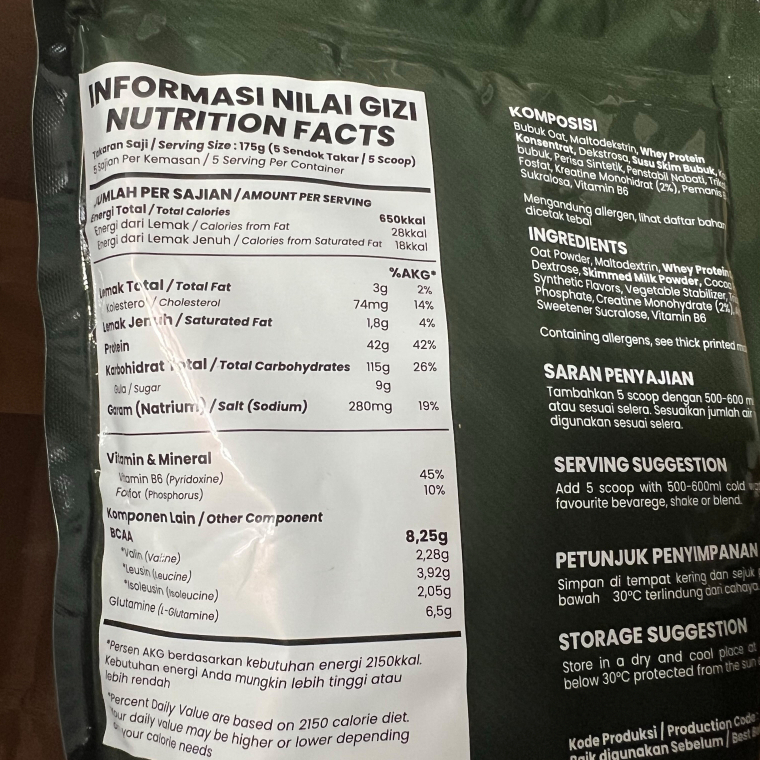 INFORMASI NILAI GIZI
NUTRITION FACTS
Takaran Saji / Serving Size : 175g (5 Sendok Takar / 5 Scoop)
5 Sajian Per Kemasan / 5 Serving Per Container
JUMLAH PER SAJIAN / AMOUNT PER SERVING
Energi Total / Total Calories 650kkal
Energi dari Lemak / Calories from Fat 28kkal
Energi dari Lemak Jenuh / Calories from Saturated Fat 18kkal
%AKG*
Lemak Total / Total Fat 3g 2%
Kolesterol / Cholesterol 74mg 14%
Lemak Jenuh / Saturated Fat 1,8g 4%
Protein 42g 42%
Karbohidrat Total / Total Carbohydrates 115g 26%
Gula / Sugar 9g
Garam (Natrium) / Salt (Sodium) 280mg 19%
Vitamin & Mineral
Vitamin B6 (Pyridoxine) 45%
Fosfor (Phosphorus) 10%
Komponen Lain / Other Component
BCAA 8,25g
*Valin (Valine) 2,28g
*Leusin (Leucine) 3,92g
*Isoleusin (Isoleucine) 2,05g
Glutamine (L-Glutamine) 6,5g
*Persen AKG berdasarkan kebutuhan energi 2150kkal.
Kebutuhan energi Anda mungkin lebih tinggi atau
lebih rendah
*Percent Daily Value are based on 2150 calorie diet.
Your daily value may be higher or lower depending
on your calorie needs
KOMPOSISI
Bubuk Oat, Maltodekstrin, Whey Protein
Konsentrat, Dekstrosa, Susu Skim Bubuk,
bubuk, Perisa Sintetik, Penstabil Nabati,
Fosfat, Kreatine Monohidrat (2%), Pemanis
Sukralosa, Vitamin B6
Mengandung alergen, lihat daftar bahan
dicetak tebal
INGREDIENTS
Oat Powder, Maltodextrin, Whey Protein
Dextrose, Skimmed Milk Powder, Cocoa
Synthetic Flavors, Vegetable Stabilizer,
Phosphate, Creatine Monohydrate (2%),
Sweetener Sucralose, Vitamin B6
Containing allergens, see thick printed
SARAN PENYAJIAN
Tambahkan 5 scoop dengan 500-600
atau sesuai selera. Sesuaikan jumlah air
digunakan sesuai selera.
SERVING SUGGESTION
Add 5 scoop with 500-600ml cold
favourite bevarege, shake or blend.
PETUNJUK PENYIMPANAN
Simpan di tempat kering dan sejuk
bawah 30°C terlindung dari cahaya
STORAGE SUGGESTION
Store in a dry and cool place at
below 30°C protected from the sun
Kode Produksi / Production Code:
Baik digunakan Sebelum / Best